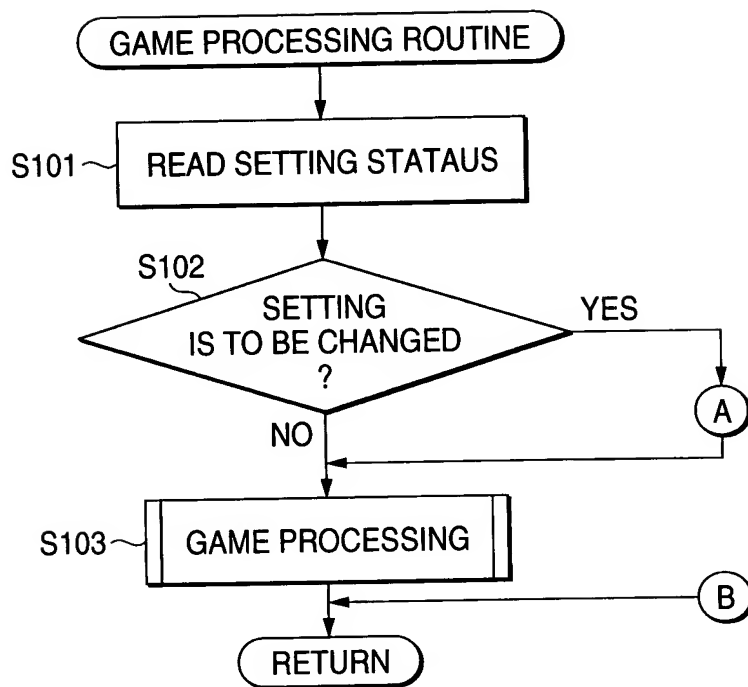 GAME PROCESSING ROUTINE
S101
READ SETTING STATAUS
S102
SETTING
IS TO BE CHANGED
?
YES
A
NO
S103
GAME PROCESSING
B
RETURN